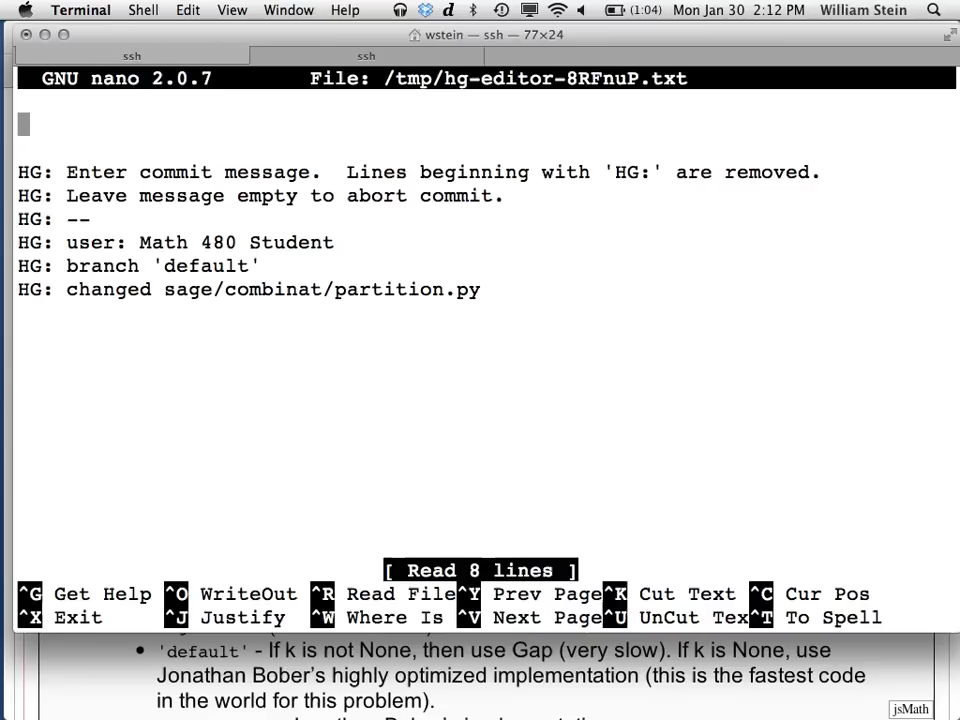 Terminal Shell Edit View Window Help (1:04) Mon Jan 30 2:12 PM William Stein
wstein — ssh — 77×24
ssh ssh
GNU nano 2.0.7 File: /tmp/hg-editor-8RFnuP.txt
HG: Enter commit message.  Lines beginning with 'HG:' are removed.
HG: Leave message empty to abort commit.
HG: --
HG: user: Math 480 Student
HG: branch 'default'
HG: changed sage/combinat/partition.py
[ Read 8 lines ]
^G Get Help ^O WriteOut ^R Read File ^Y Prev Page ^K Cut Text ^C Cur Pos
^X Exit ^J Justify ^W Where Is ^V Next Page ^U UnCut Tex ^T To Spell
• 'default' - If k is not None, then use Gap (very slow). If k is None, use
Jonathan Bober's highly optimized implementation (this is the fastest code
in the world for this problem).
jsMath